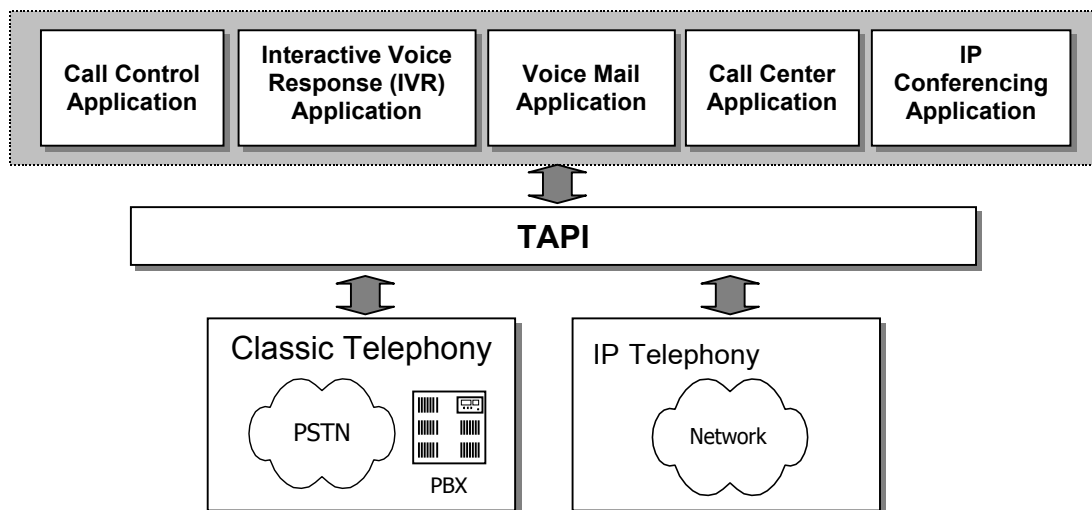 Call Control
Application
Interactive Voice
Response (IVR)
Application
Voice Mail
Application
Call Center
Application
IP
Conferencing
Application
TAPI
Classic Telephony
PSTN
PBX
IP Telephony
Network